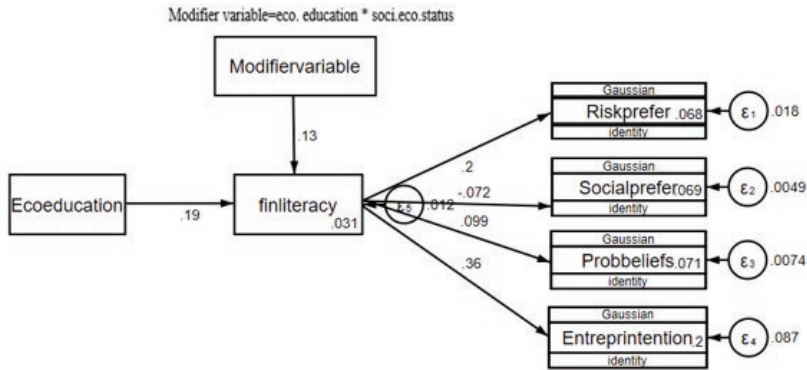 Modifier variable=eco. education * soci.eco.status
Modifiervariable
.13
Ecoeducation
.19
finliteracy
.031
ε5
.012
.2
-.072
.099
.36
Gaussian
Riskprefer .068
identity
ε1 .018
Gaussian
Socialprefer .069
identity
ε2 .0049
Gaussian
Probbeliefs .071
identity
ε3 .0074
Gaussian
Entreprintention .2
identity
ε4 .087